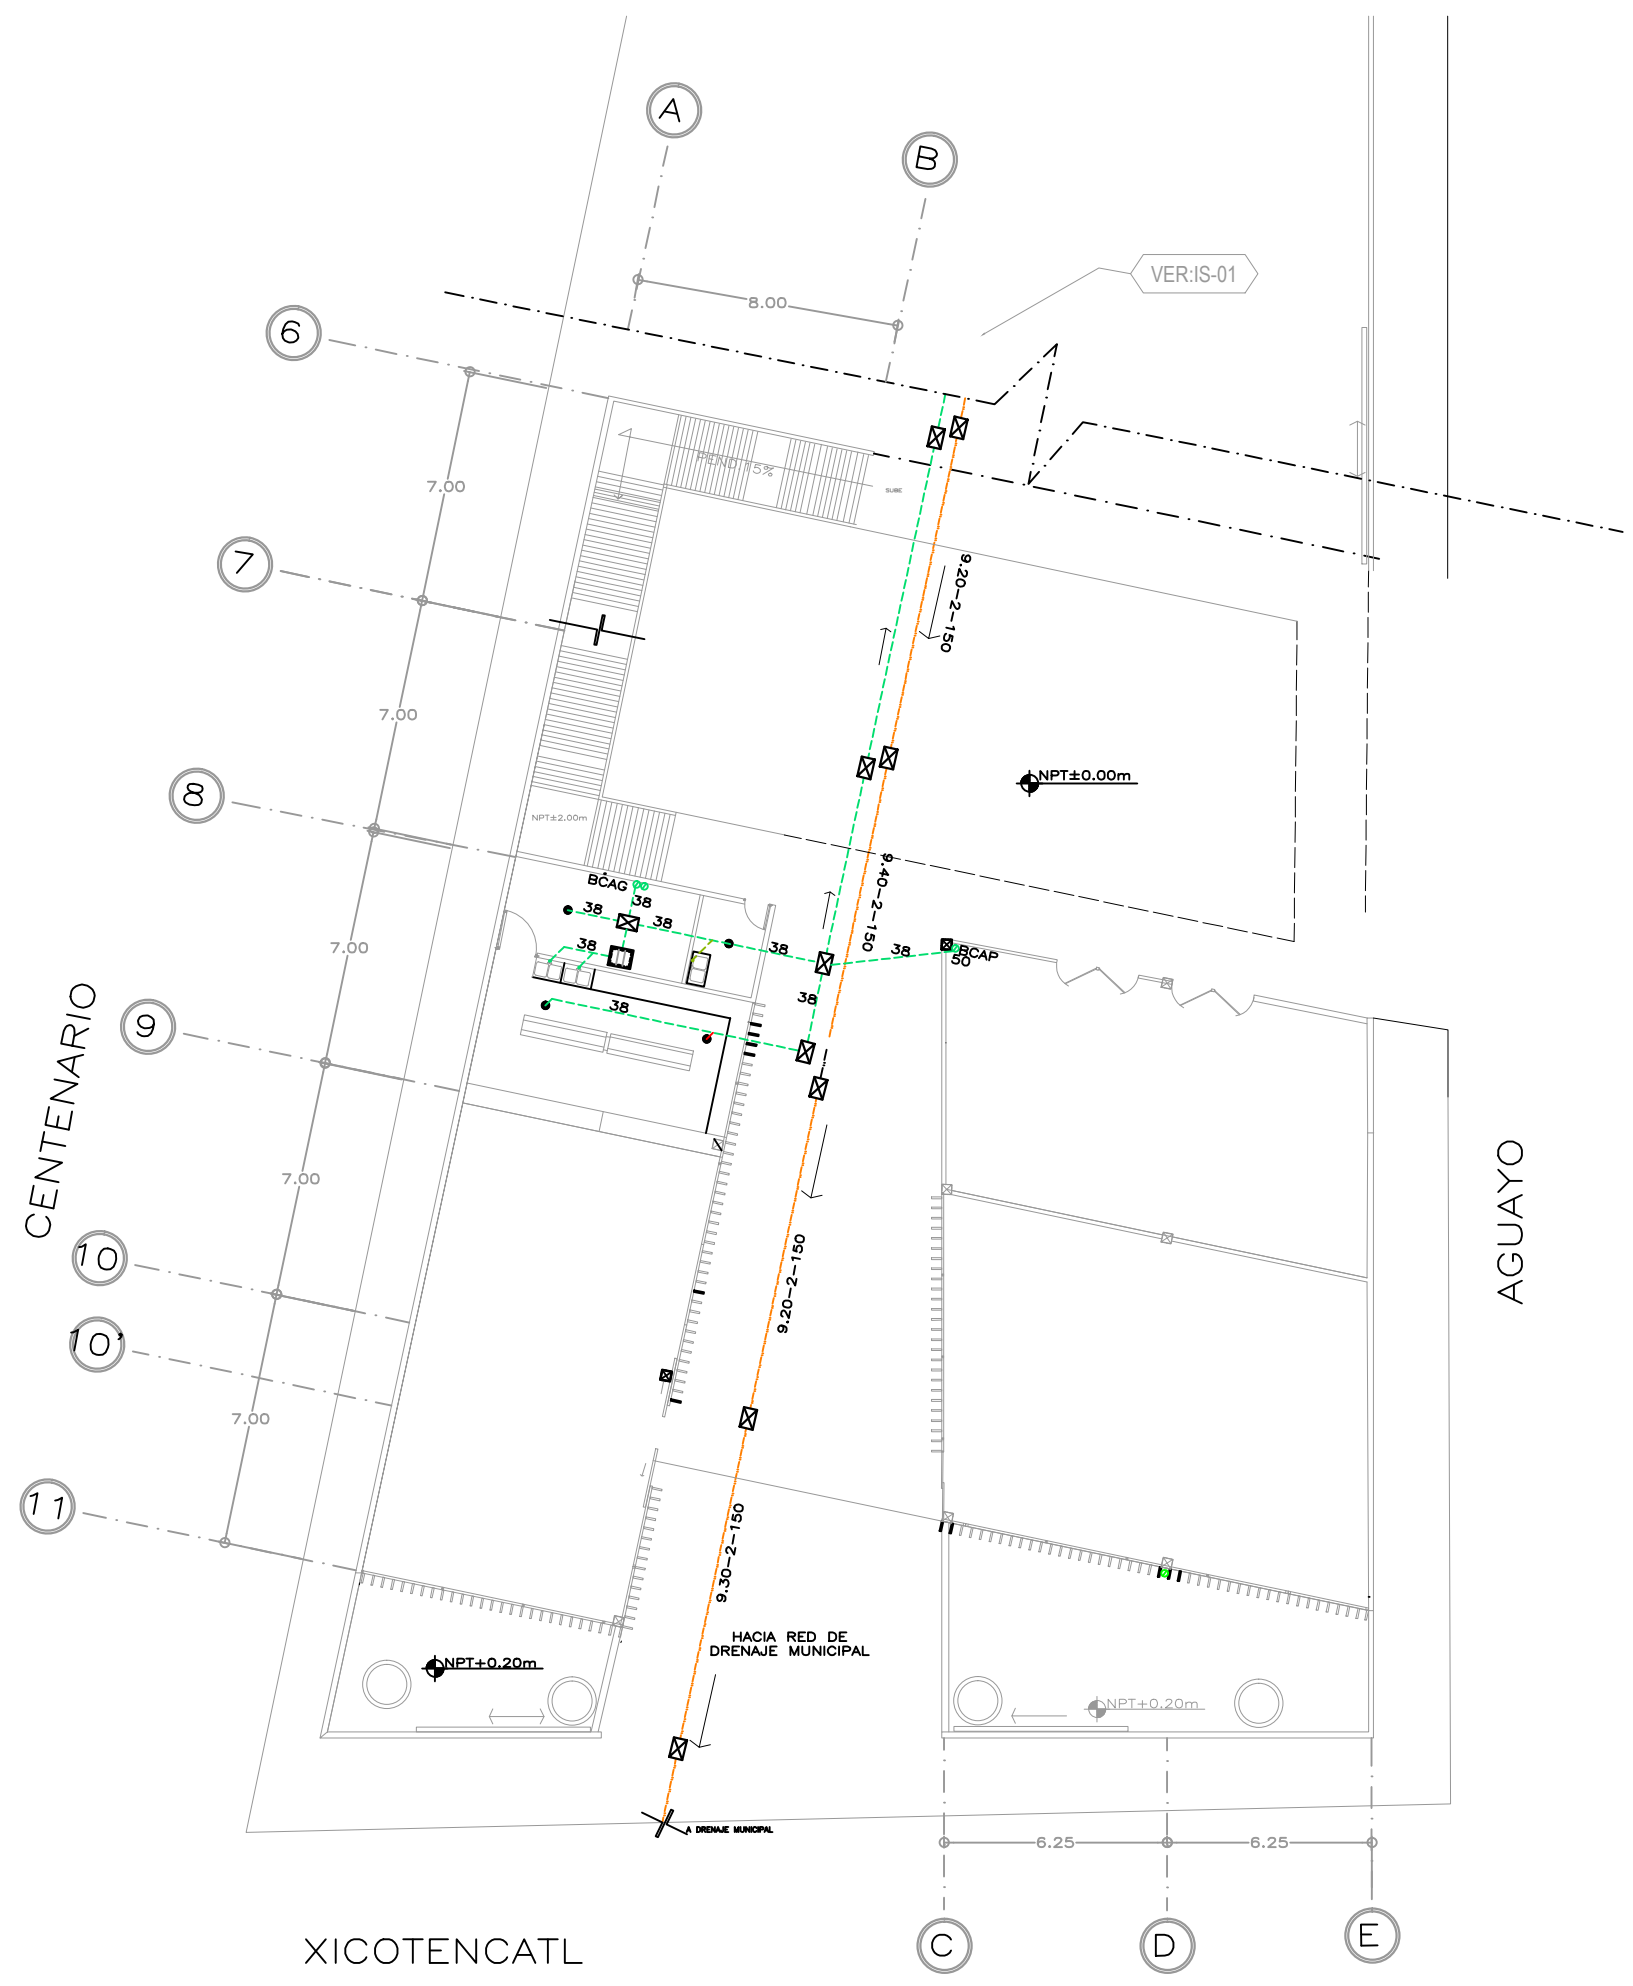 A
B
VER:IS-01
8.00
6
PEND.15%
SUBE
7.00
7
9.20-2-150
7.00
NPT±0.00m
8
NPT±2.00m
9.40-2-150
BCAG
38
38
38
38
38
38
BCAP
50
7.00
38
38
CENTENARIO
9
AGUAYO
7.00
10
9.20-2-150
10'
7.00
11
9.30-2-150
HACIA RED DE
DRENAJE MUNICIPAL
NPT+0.20m
NPT+0.20m
A DRENAJE MUNICIPAL
6.25
6.25
XICOTENCATL
C
D
E